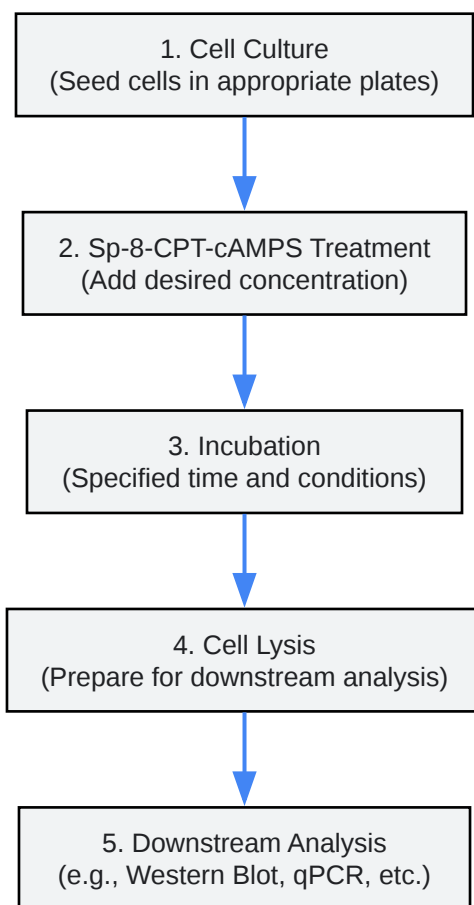 1. Cell Culture
(Seed cells in appropriate plates)
2. Sp-8-CPT-cAMPS Treatment
(Add desired concentration)
3. Incubation
(Specified time and conditions)
4. Cell Lysis
(Prepare for downstream analysis)
5. Downstream Analysis
(e.g., Western Blot, qPCR, etc.)